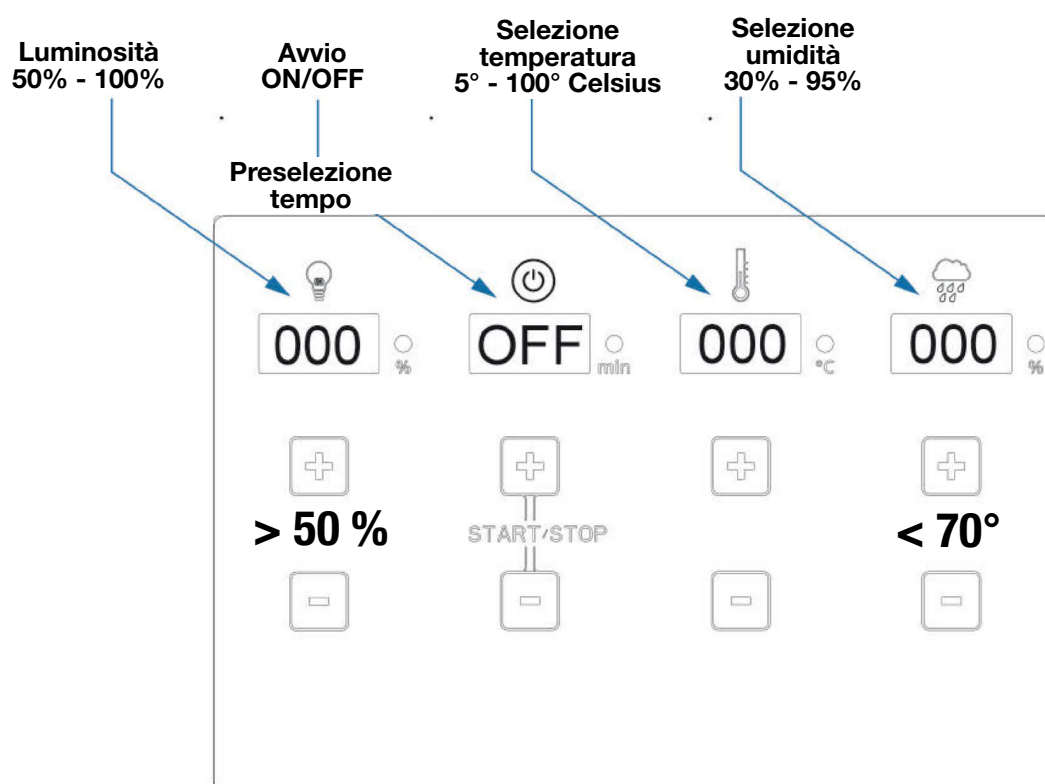 Luminosità
50% - 100%
Avvio
ON/OFF
Selezione
temperatura
5° - 100° Celsius
Selezione
umidità
30% - 95%
Preselezione
tempo
000
%
OFF
min
000
°C
000
%
> 50 %
START/STOP
< 70°